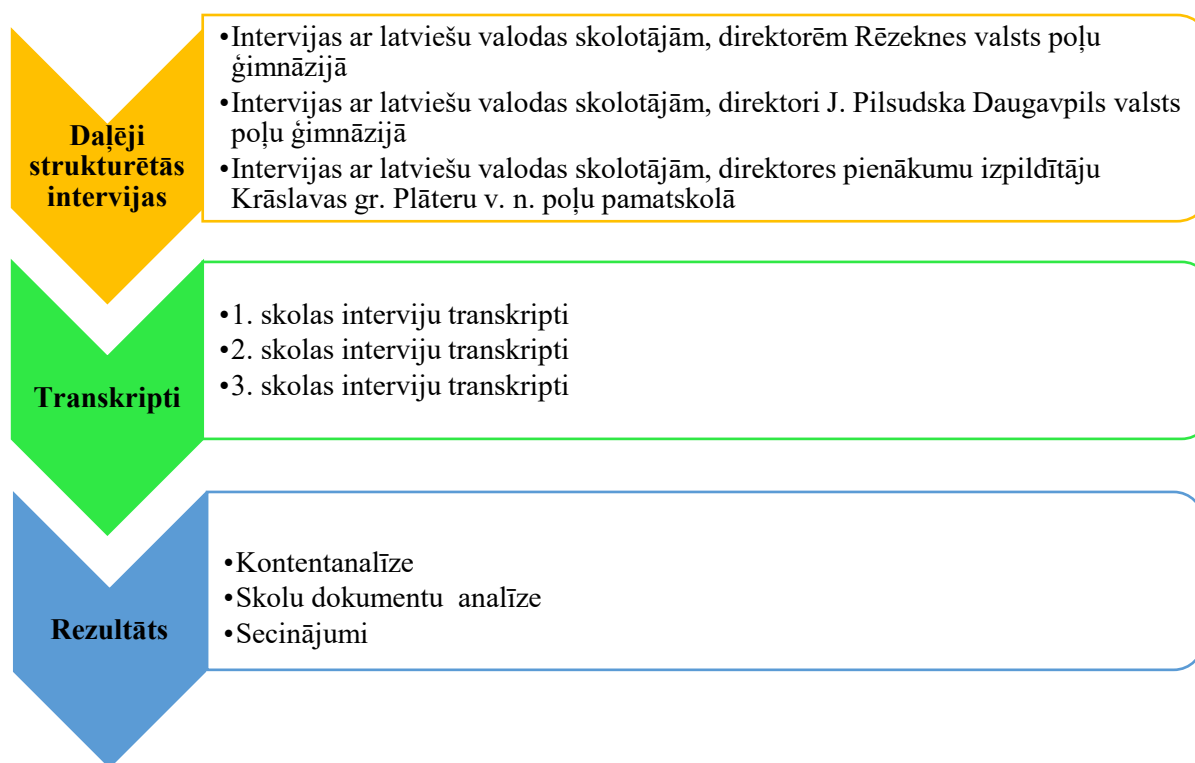 Daļēji
strukturētās
intervijas
•Intervijas ar latviešu valodas skolotājām, direktorēm Rēzeknes valsts poļu
ģimnāzijā
•Intervijas ar latviešu valodas skolotājām, direktori J. Pilsudska Daugavpils valsts
poļu ģimnāzijā
•Intervijas ar latviešu valodas skolotājām, direktores pienākumu izpildītāju
Krāslavas gr. Plāteru v. n. poļu pamatskolā
Transkripti
•1. skolas interviju transkripti
•2. skolas interviju transkripti
•3. skolas interviju transkripti
Rezultāts
•Kontentanalīze
•Skolu dokumentu  analīze
•Secinājumi